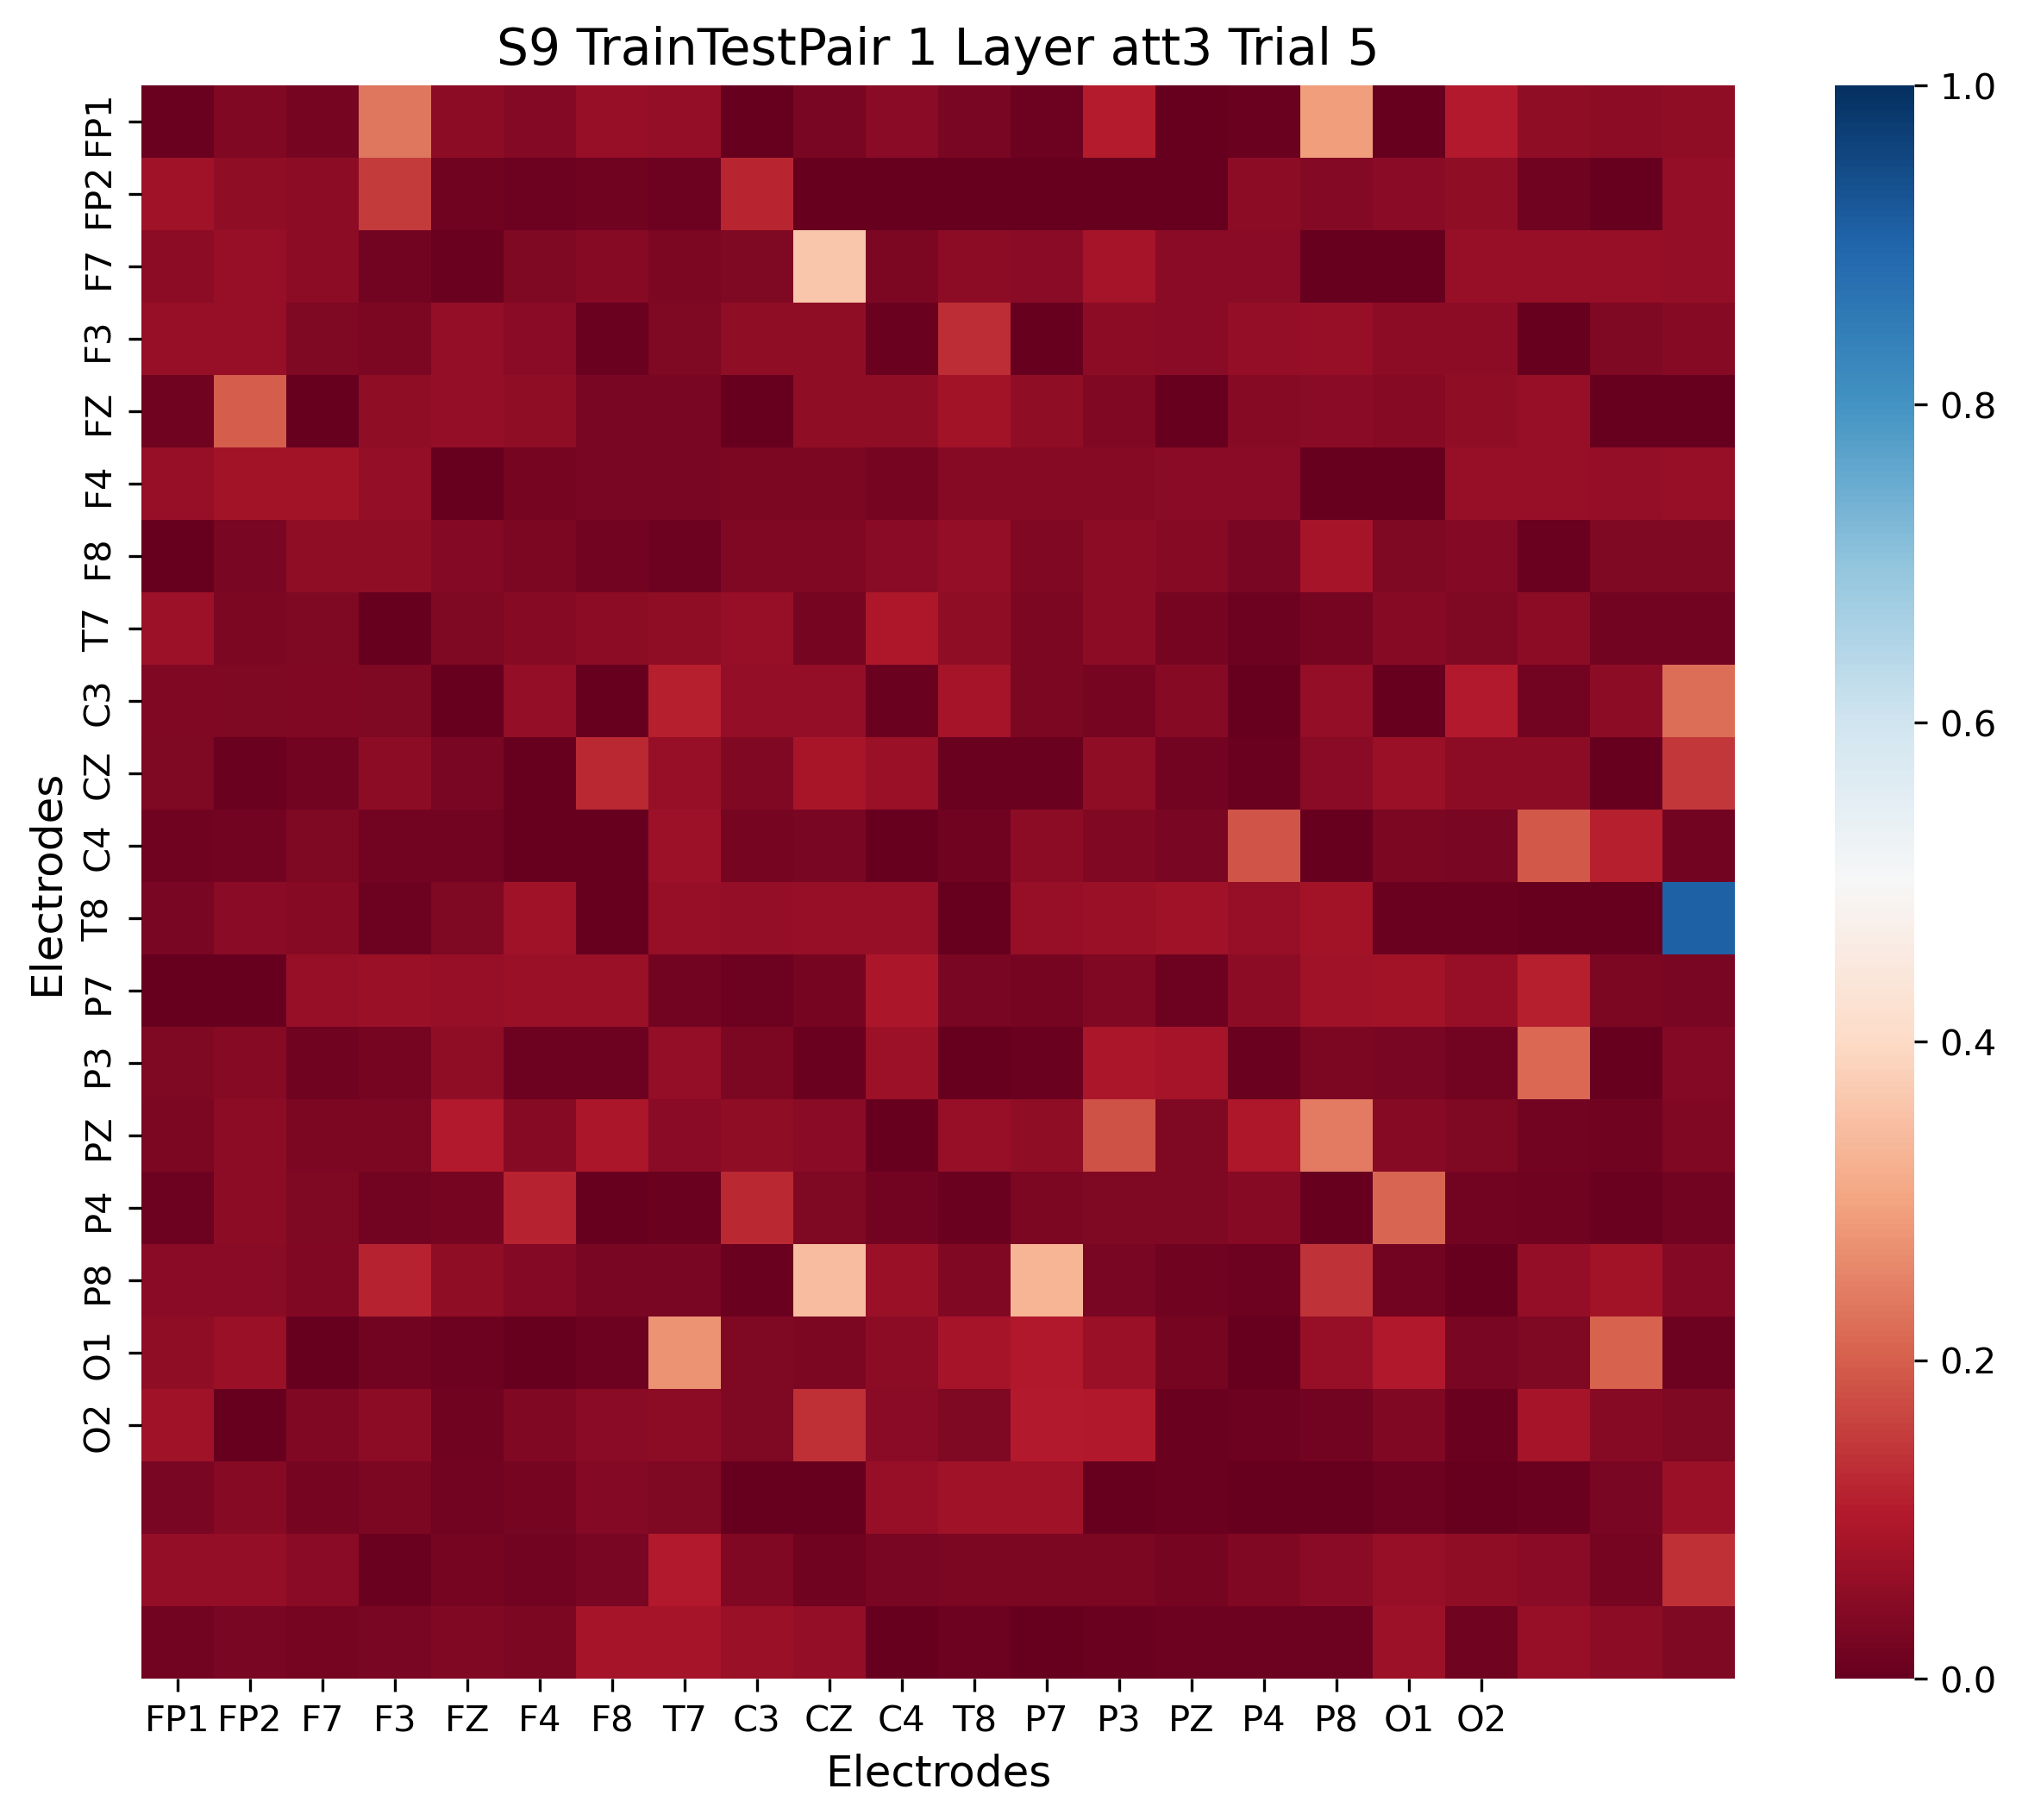 S9 TrainTestPair 1 Layer att3 Trial 5
Electrodes
FP1
FP2
F7
F3
FZ
F4
F8
T7
C3
CZ
C4
T8
P7
P3
PZ
P4
P8
O1
O2
FP1 FP2 F7 F3 FZ F4 F8 T7 C3 CZ C4 T8 P7 P3 PZ P4 P8 O1 O2
Electrodes
1.0
0.8
0.6
0.4
0.2
0.0